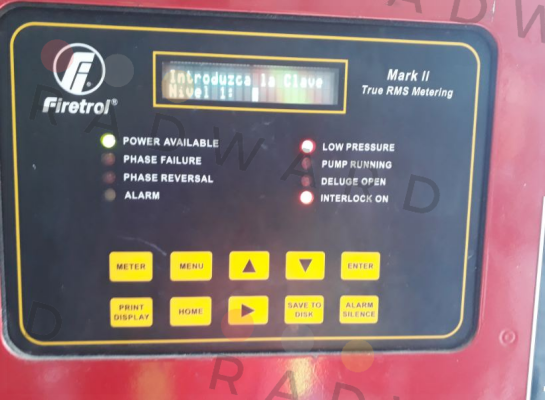 Firetrol®
Introduzca la Clave
Nivel 1:
Mark II
True RMS Metering
POWER AVAILABLE
PHASE FAILURE
PHASE REVERSAL
ALARM
LOW PRESSURE
PUMP RUNNING
DELUGE OPEN
INTERLOCK ON
METER
MENU
ENTER
PRINT
DISPLAY
HOME
SAVE TO
DISK
ALARM
SILENCE
RADWAND